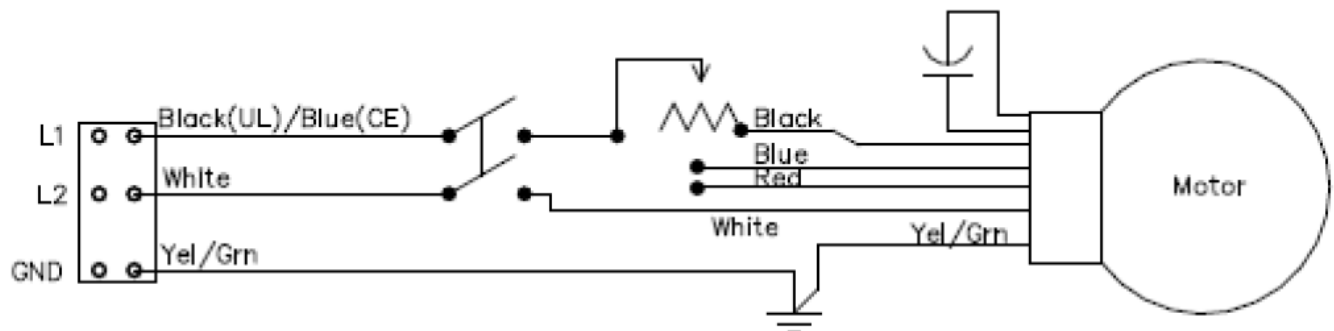 L1
Black(UL)/Blue(CE)
Black
Blue
L2
White
Red
Motor
White
Yel/Grn
GND
Yel/Grn